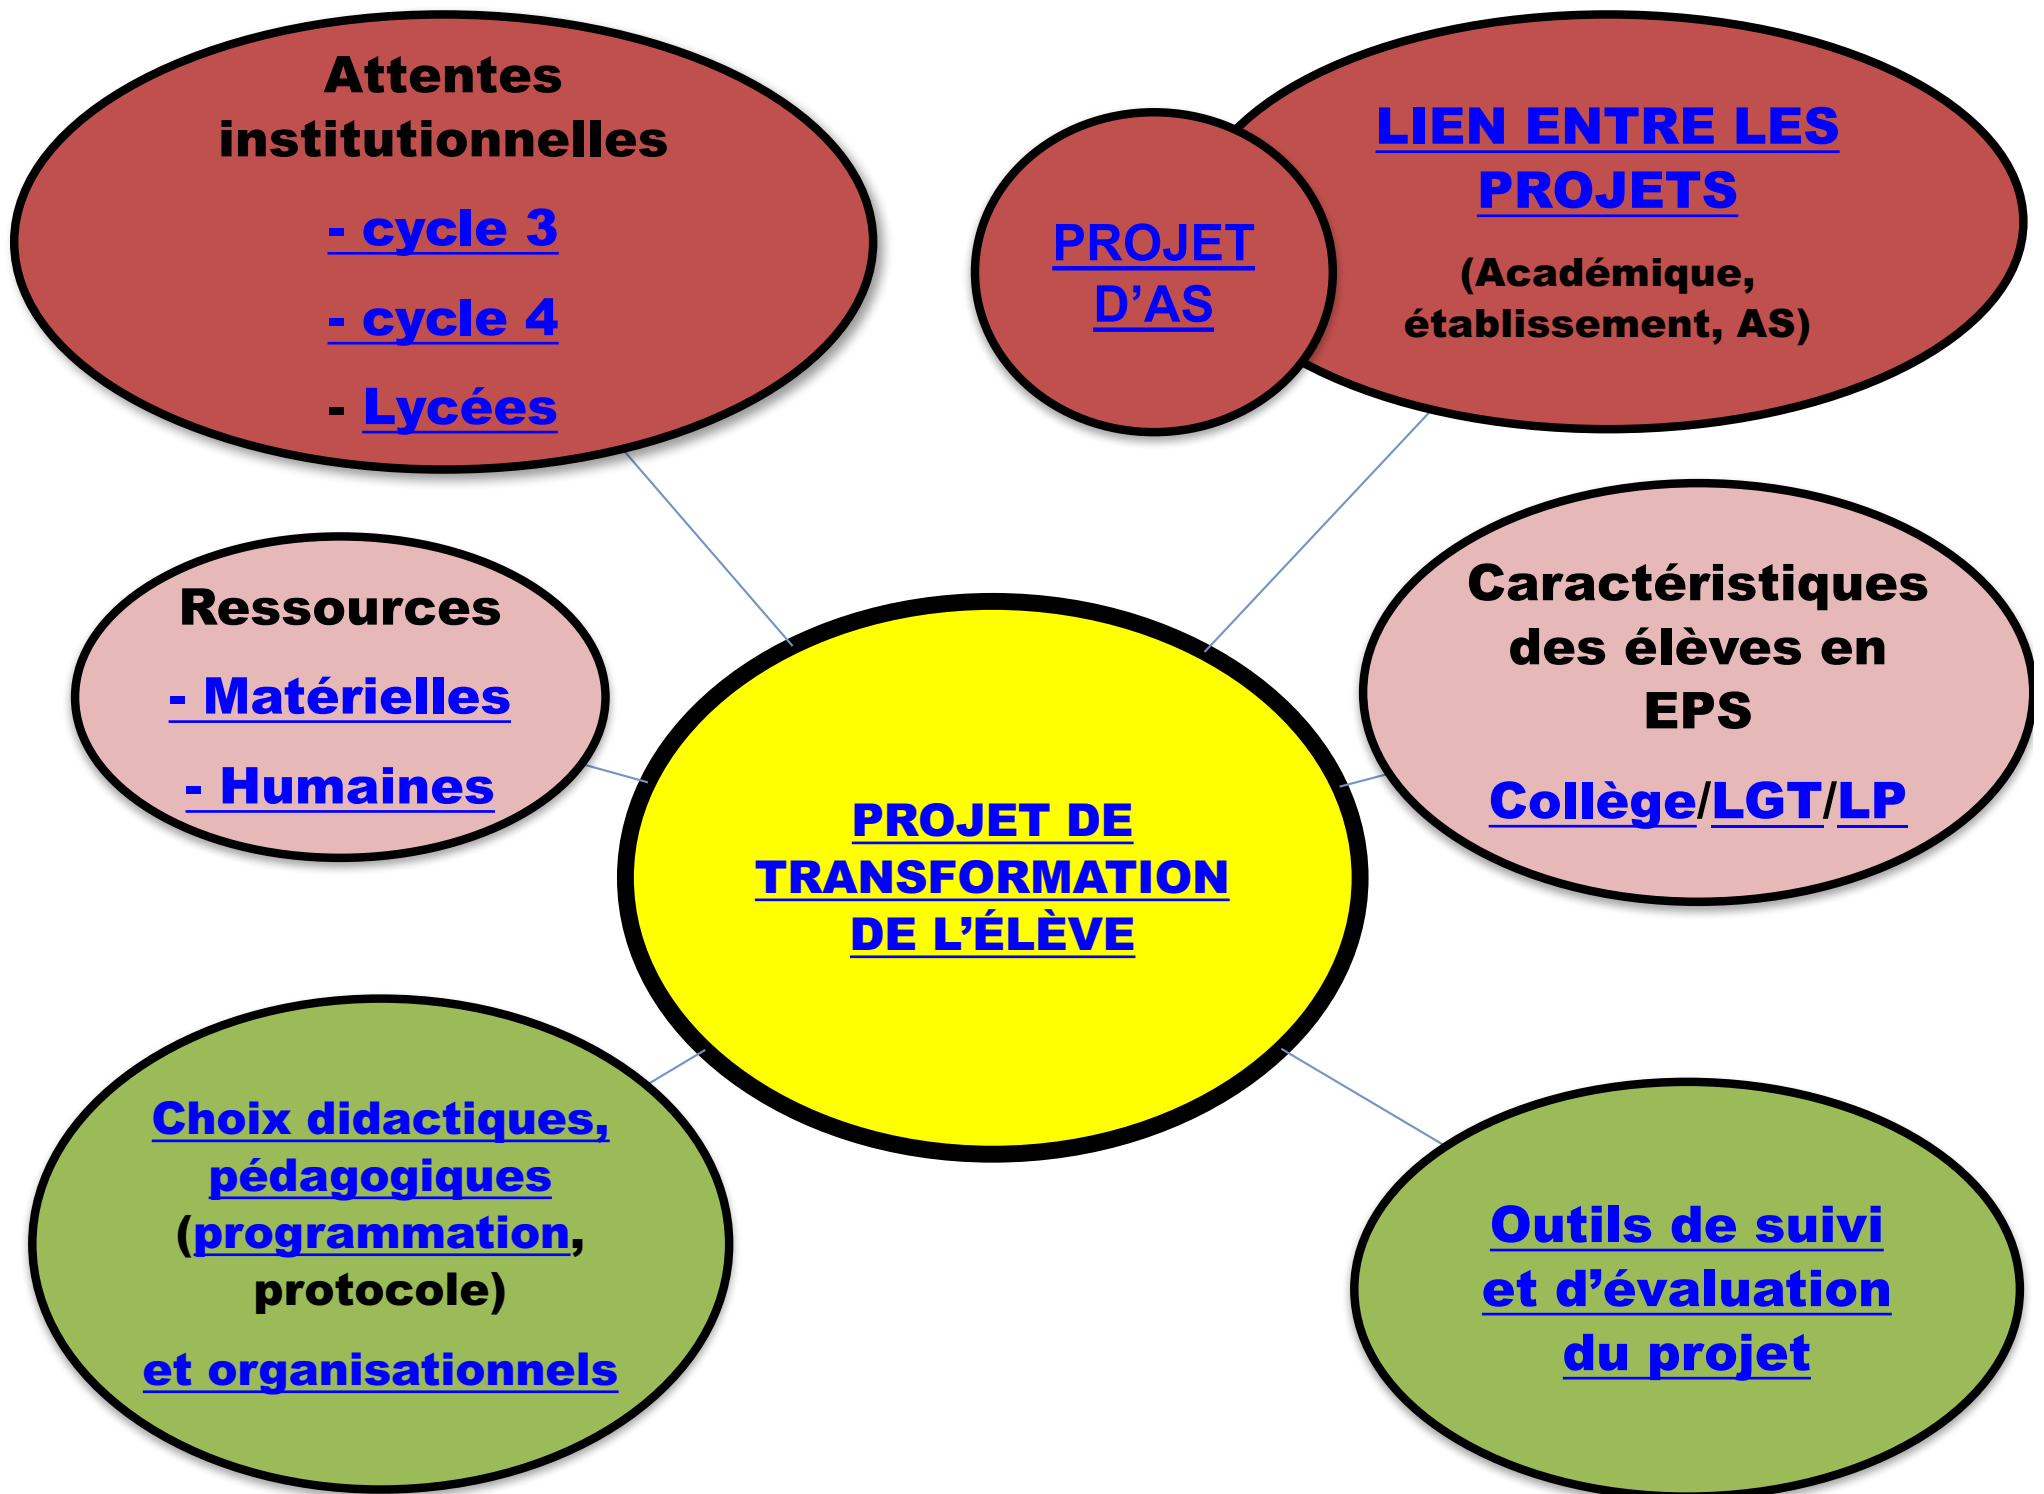 Attentes
institutionnelles
- cycle 3
- cycle 4
- Lycées
PROJET
D’AS
LIEN ENTRE LES
PROJETS
(Académique,
établissement, AS)
Ressources
- Matérielles
- Humaines
Caractéristiques
des élèves en
EPS
Collège/LGT/LP
PROJET DE
TRANSFORMATION
DE L’ÉLÈVE
Choix didactiques,
pédagogiques
(programmation,
protocole)
et organisationnels
Outils de suivi
et d’évaluation
du projet